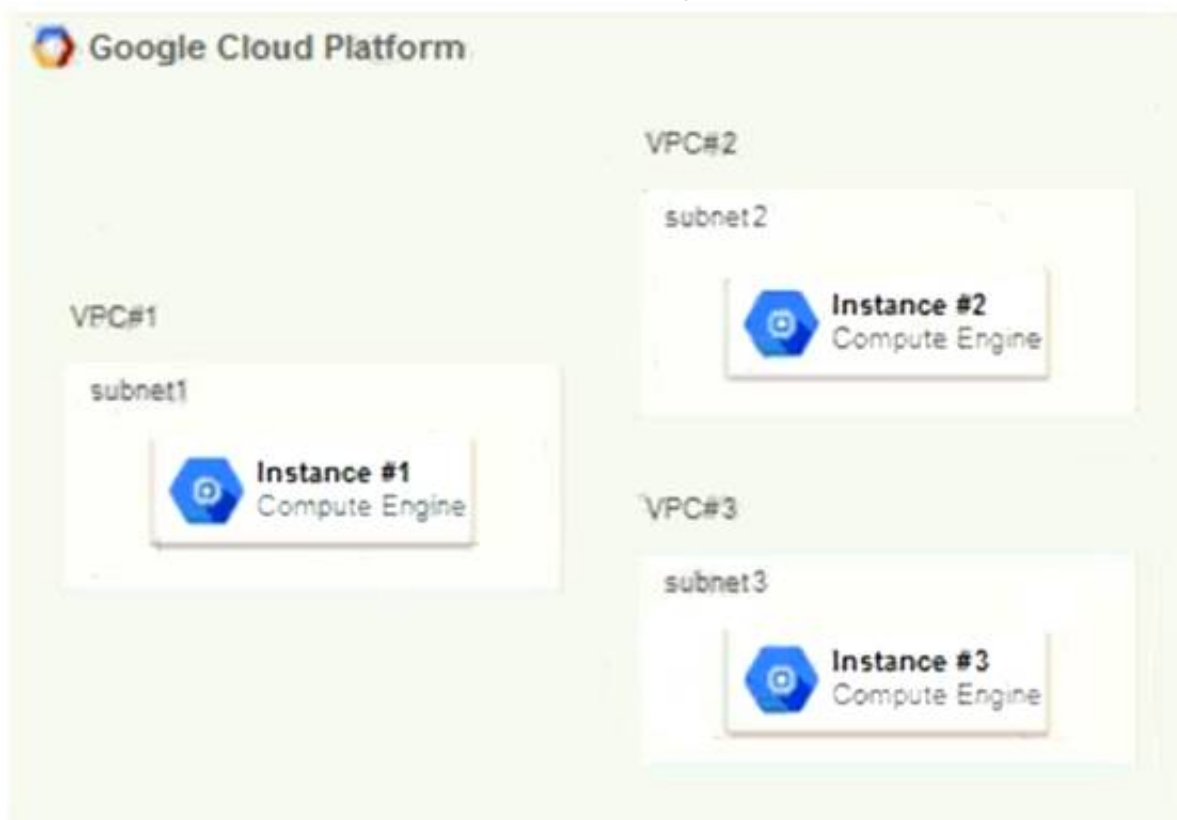 Google Cloud Platform
VPC#2
subnet2
Instance #2
Compute Engine
VPC#1
subnet1
Instance #1
Compute Engine
VPC#3
subnet3
Instance #3
Compute Engine